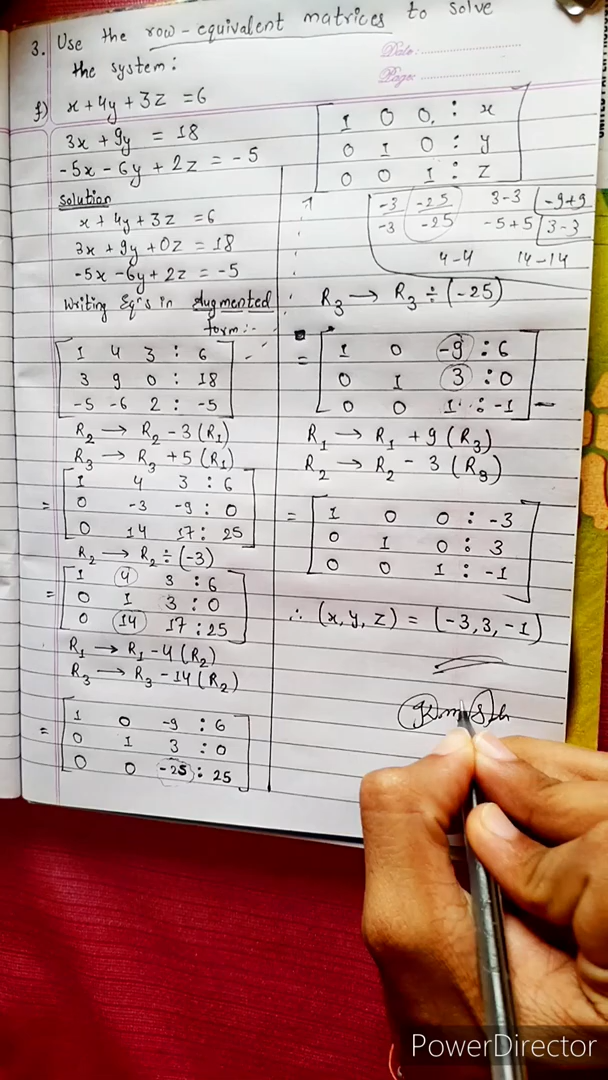 3. Use the row-equivalent matrices to solve
the system:
Date:
Page:
f) x + 4y + 3z = 6
3x + 9y = 18
-5x - 6y + 2z = -5
Solution
x + 4y + 3z = 6
3x + 9y + 0z = 18
-5x - 6y + 2z = -5
Writing Eqⁿs in Augmented
form:-
1 4 3 : 6
3 9 0 : 18
-5 -6 2 : -5
R₂ → R₂ - 3(R₁)
R₃ → R₃ + 5(R₁)
= 1 4 3 : 6
0 -3 -9 : 0
0 14 17 : 25
R₂ → R₂ ÷ (-3)
= 1 4 3 : 6
0 1 3 : 0
0 14 17 : 25
R₁ → R₁ - 4(R₂)
R₃ → R₃ - 14(R₂)
= 1 0 -9 : 6
0 1 3 : 0
0 0 -25 : 25
1 0 0 : x
0 1 0 : y
0 0 1 : z
-3/-3 -25/-25 3-3 -9+9
-5+5 3-3
4-4 14-14
R₃ → R₃ ÷ (-25)
= 1 0 -9 : 6
0 1 3 : 0
0 0 1 : -1
R₁ → R₁ + 9(R₃)
R₂ → R₂ - 3(R₃)
= 1 0 0 : -3
0 1 0 : 3
0 0 1 : -1
∴ (x, y, z) = (-3, 3, -1)
PowerDirector